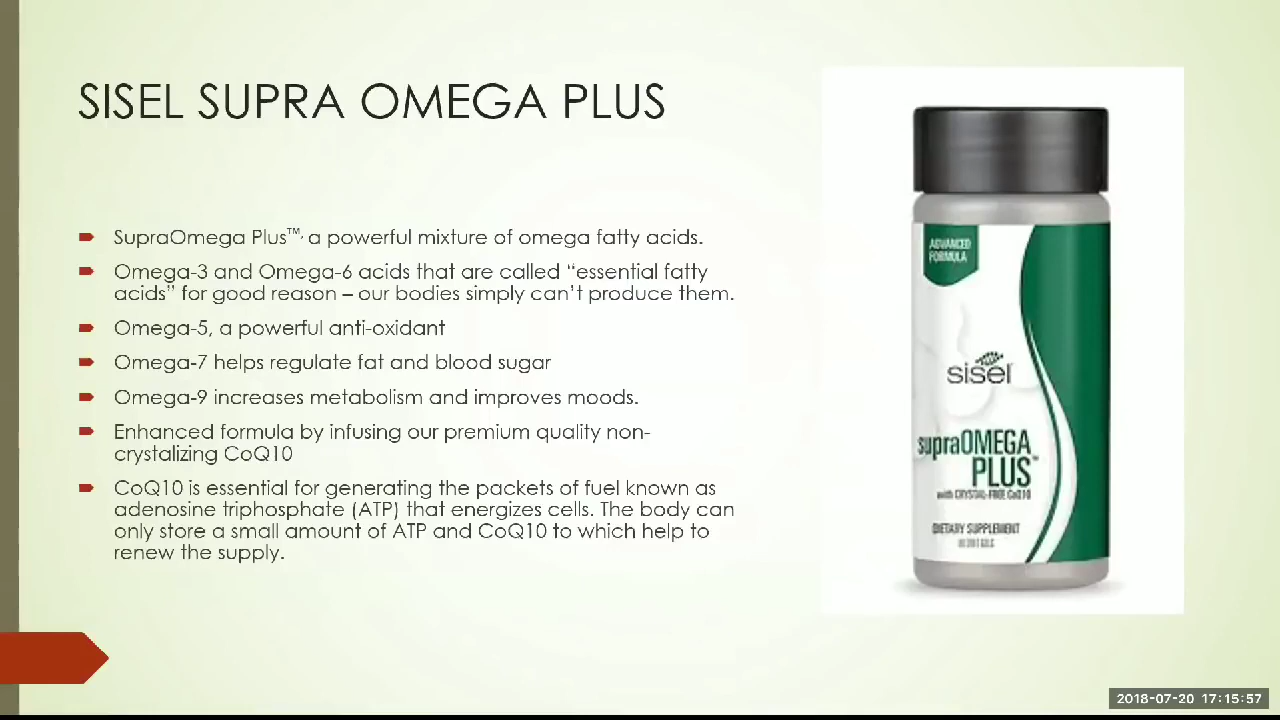 SISEL SUPRA OMEGA PLUS
SupraOmega Plus™, a powerful mixture of omega fatty acids.
Omega-3 and Omega-6 acids that are called “essential fatty
acids” for good reason – our bodies simply can’t produce them.
Omega-5, a powerful anti-oxidant
Omega-7 helps regulate fat and blood sugar
Omega-9 increases metabolism and improves moods.
Enhanced formula by infusing our premium quality non-
crystalizing CoQ10
CoQ10 is essential for generating the packets of fuel known as
adenosine triphosphate (ATP) that energizes cells. The body can
only store a small amount of ATP and CoQ10 to which help to
renew the supply.
ADVANCED
FORMULA
sisel
supraOMEGA
PLUS™
with CRYSTAL-FREE CoQ10
DIETARY SUPPLEMENT
2018-07-20 17:15:57